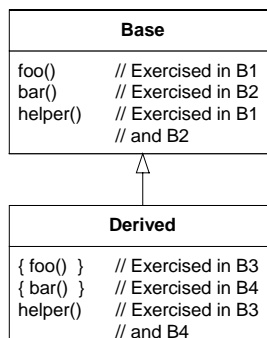 Base
foo() // Exercised in B1
bar() // Exercised in B2
helper() // Exercised in B1
// and B2
Derived
{ foo() } // Exercised in B3
{ bar() } // Exercised in B4
helper() // Exercised in B3
// and B4